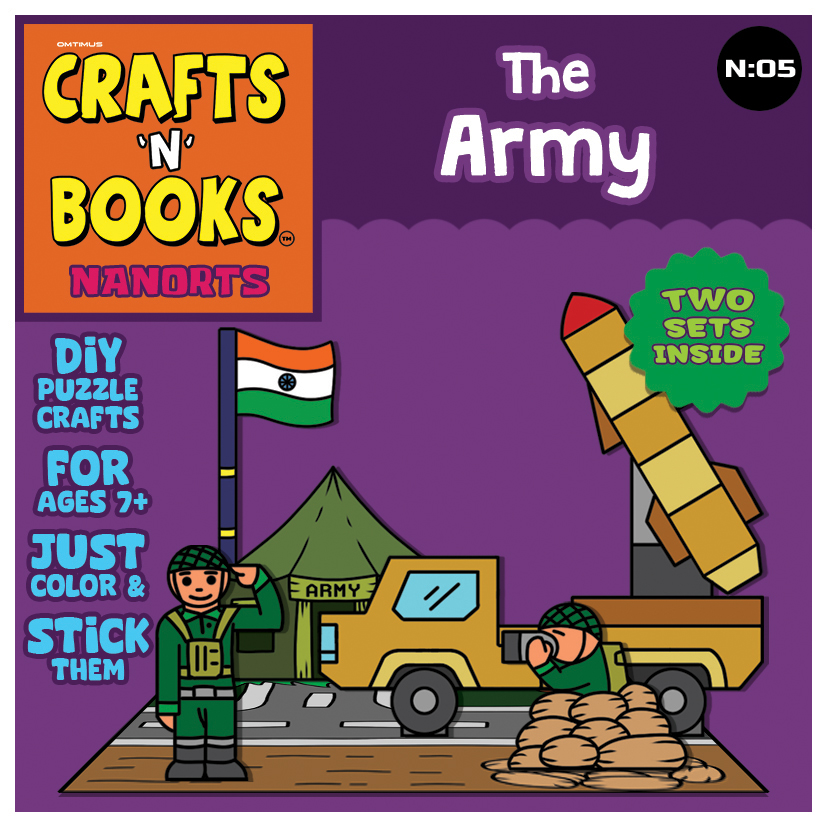 OMTIMUS
CRAFTS
'N'
BOOKS
TM
NANORTS
The
Army
N:05
TWO
SETS
INSIDE
DiY
PUZZLE
CRAFTS
FOR
AGES 7+
JUST
COLOR &
STiCK
THEM
ARMY